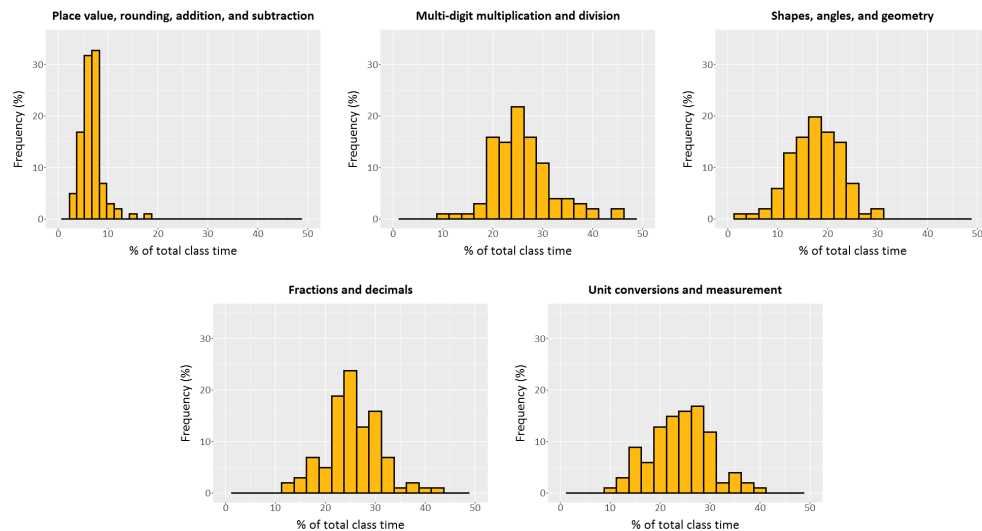 Place value, rounding, addition, and subtraction
Frequency (%)
30
20
10
0
0 10 20 30 40 50
% of total class time
Multi-digit multiplication and division
Frequency (%)
30
20
10
0
0 10 20 30 40 50
% of total class time
Shapes, angles, and geometry
Frequency (%)
30
20
10
0
0 10 20 30 40 50
% of total class time
Fractions and decimals
Frequency (%)
30
20
10
0
0 10 20 30 40 50
% of total class time
Unit conversions and measurement
Frequency (%)
30
20
10
0
0 10 20 30 40 50
% of total class time